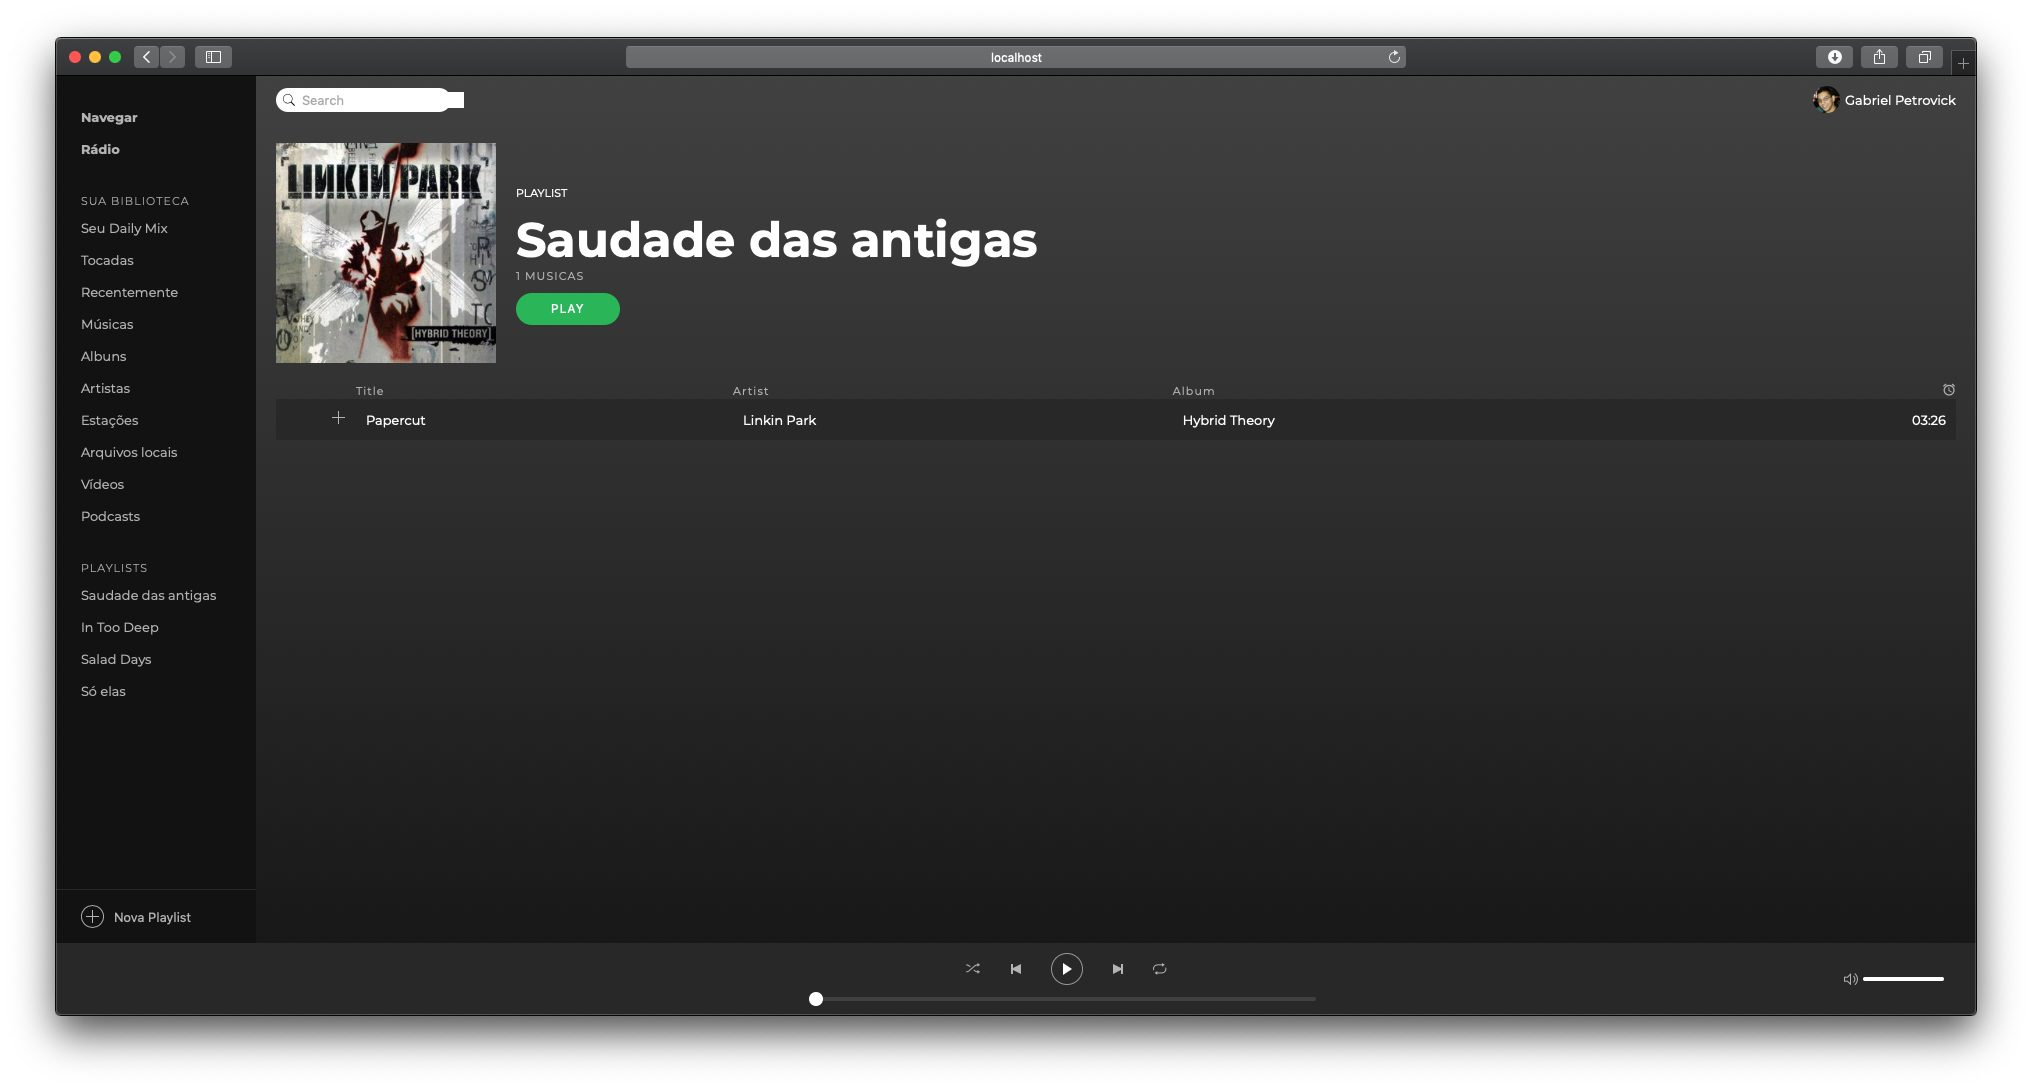 localhost
Navegar
Rádio
SUA BIBLIOTECA
Seu Daily Mix
Tocadas
Recentemente
Músicas
Albuns
Artistas
Estações
Arquivos locais
Vídeos
Podcasts
PLAYLISTS
Saudade das antigas
In Too Deep
Salad Days
Só elas
Nova Playlist
Search
Gabriel Petrovick
LINKIN PARK
[HYBRID THEORY]
PLAYLIST
Saudade das antigas
1 MUSICAS
PLAY
Title Artist Album
Papercut Linkin Park Hybrid Theory 03:26